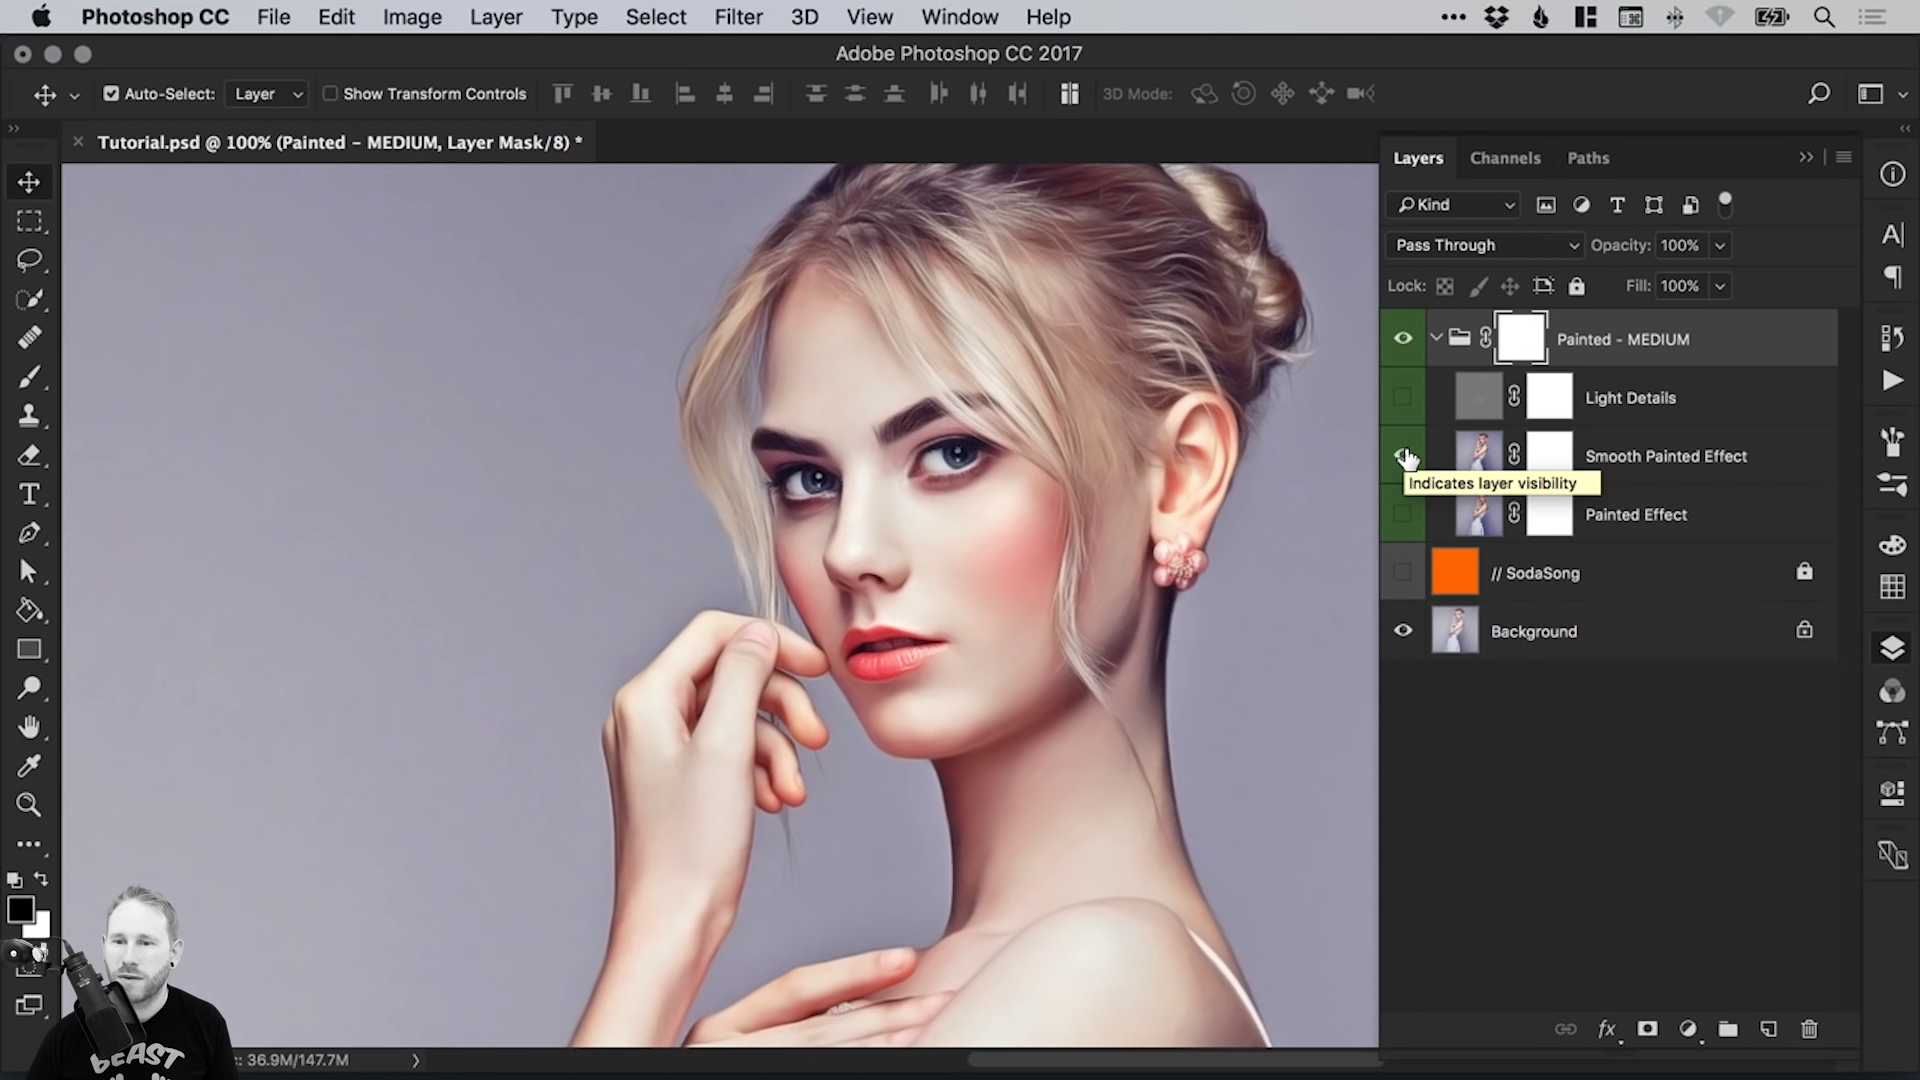 Photoshop CC File Edit Image Layer Type Select Filter 3D View Window Help
Adobe Photoshop CC 2017
Auto-Select: Layer Show Transform Controls 3D Mode:
Tutorial.psd @ 100% (Painted - MEDIUM, Layer Mask/8) *
Layers Channels Paths
Kind
Pass Through Opacity: 100%
Lock: Fill: 100%
Painted - MEDIUM
Light Details
Smooth Painted Effect
Indicates layer visibility
Painted Effect
// SodaSong
Background
fx
: 36.9M/147.7M
beAST